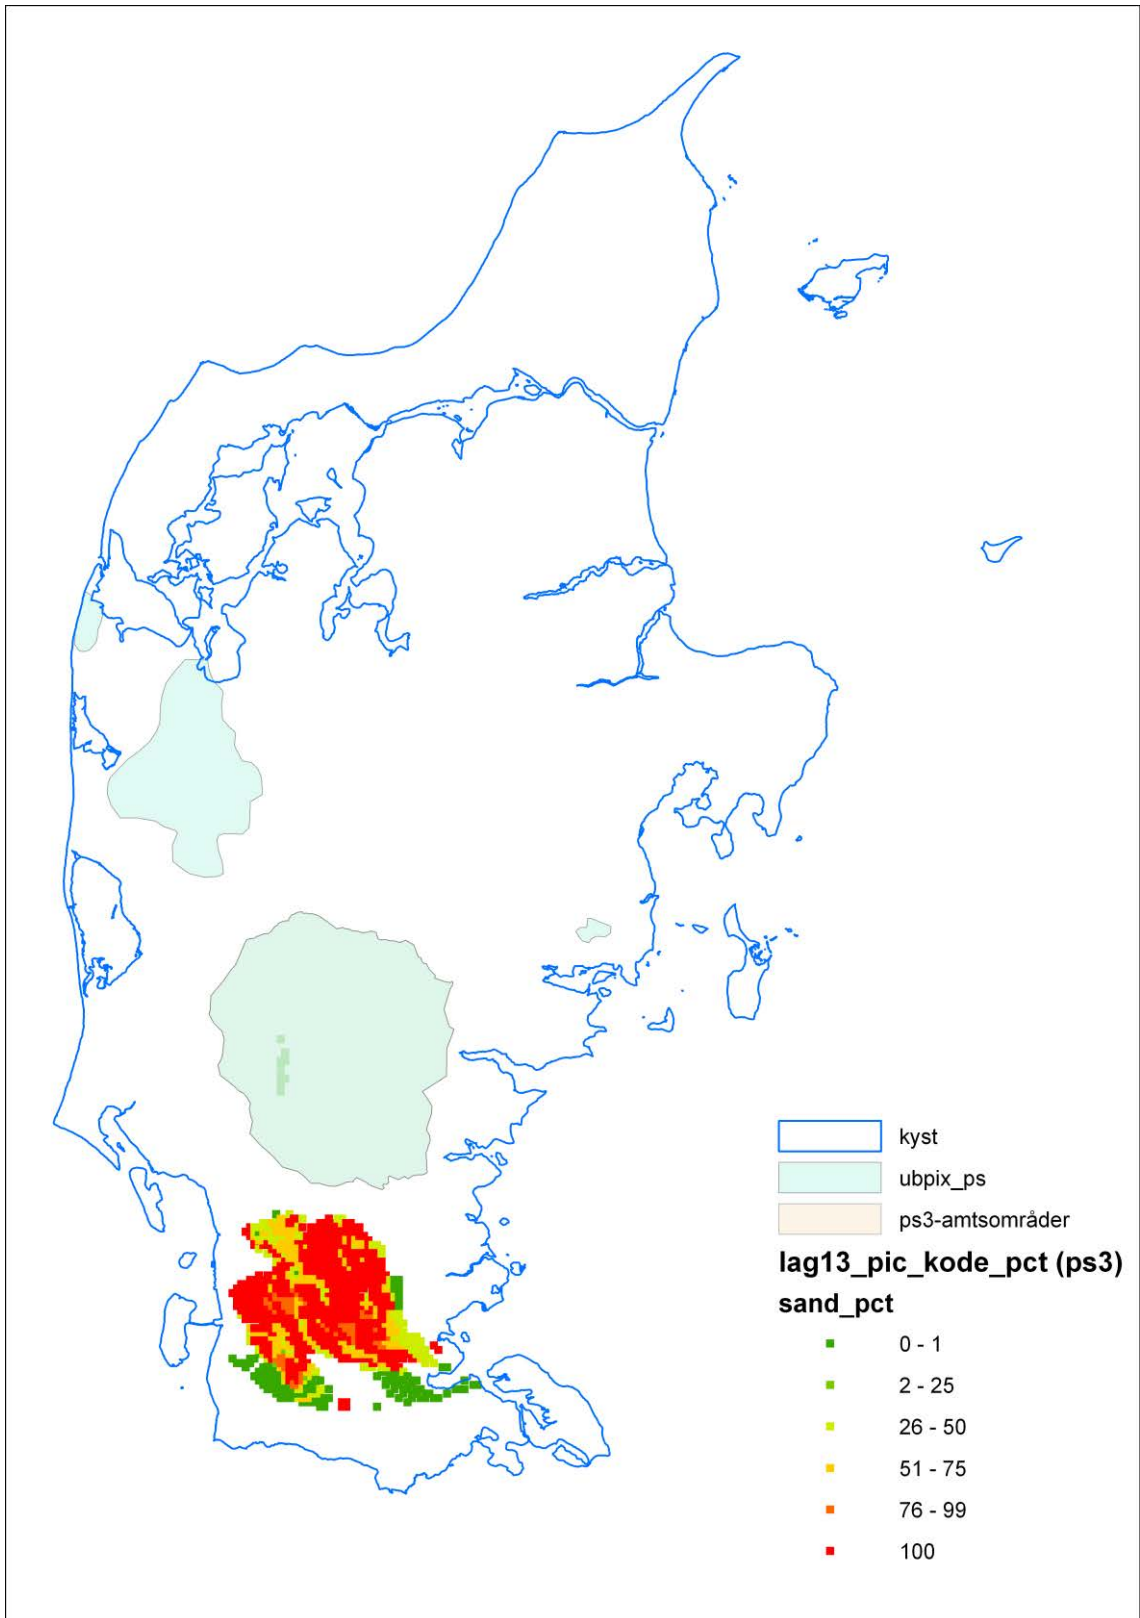 kyst
ubpix_ps
ps3-amtsområder
lag13_pic_kode_pct (ps3)
sand_pct
0 - 1
2 - 25
26 - 50
51 - 75
76 - 99
100